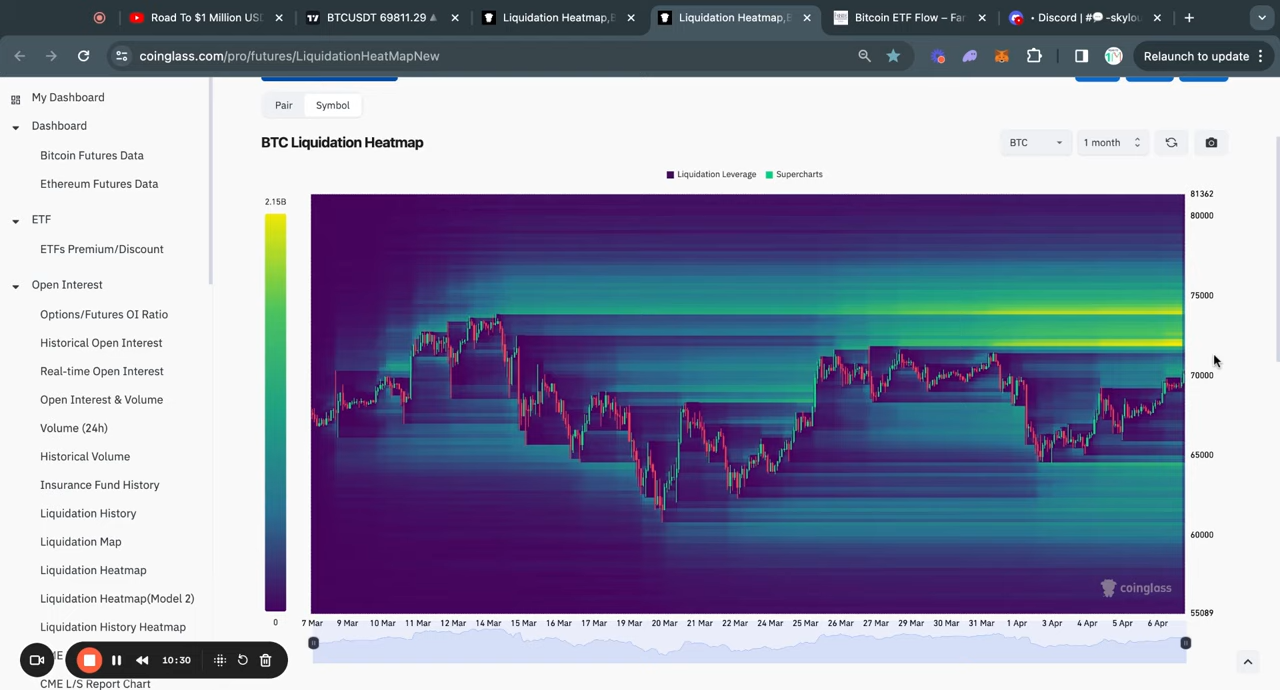 Road To $1 Million USD
BTCUSDT 69811.29
Liquidation Heatmap,B
Liquidation Heatmap,B
Bitcoin ETF Flow – Far
• Discord | #💬-skylou
coinglass.com/pro/futures/LiquidationHeatMapNew
Relaunch to update
My Dashboard
Dashboard
Bitcoin Futures Data
Ethereum Futures Data
ETF
ETFs Premium/Discount
Open Interest
Options/Futures OI Ratio
Historical Open Interest
Real-time Open Interest
Open Interest & Volume
Volume (24h)
Historical Volume
Insurance Fund History
Liquidation History
Liquidation Map
Liquidation Heatmap
Liquidation Heatmap(Model 2)
Liquidation History Heatmap
CME L/S Report Chart
Pair Symbol
BTC Liquidation Heatmap
BTC 1 month
Liquidation Leverage Supercharts
2.15B
0
81362
80000
75000
70000
65000
60000
55089
coinglass
7 Mar 9 Mar 10 Mar 11 Mar 12 Mar 14 Mar 15 Mar 16 Mar 17 Mar 19 Mar 20 Mar 21 Mar 22 Mar 24 Mar 25 Mar 26 Mar 27 Mar 29 Mar 30 Mar 31 Mar 1 Apr 2 Apr 4 Apr 5 Apr 6 Apr
10:30